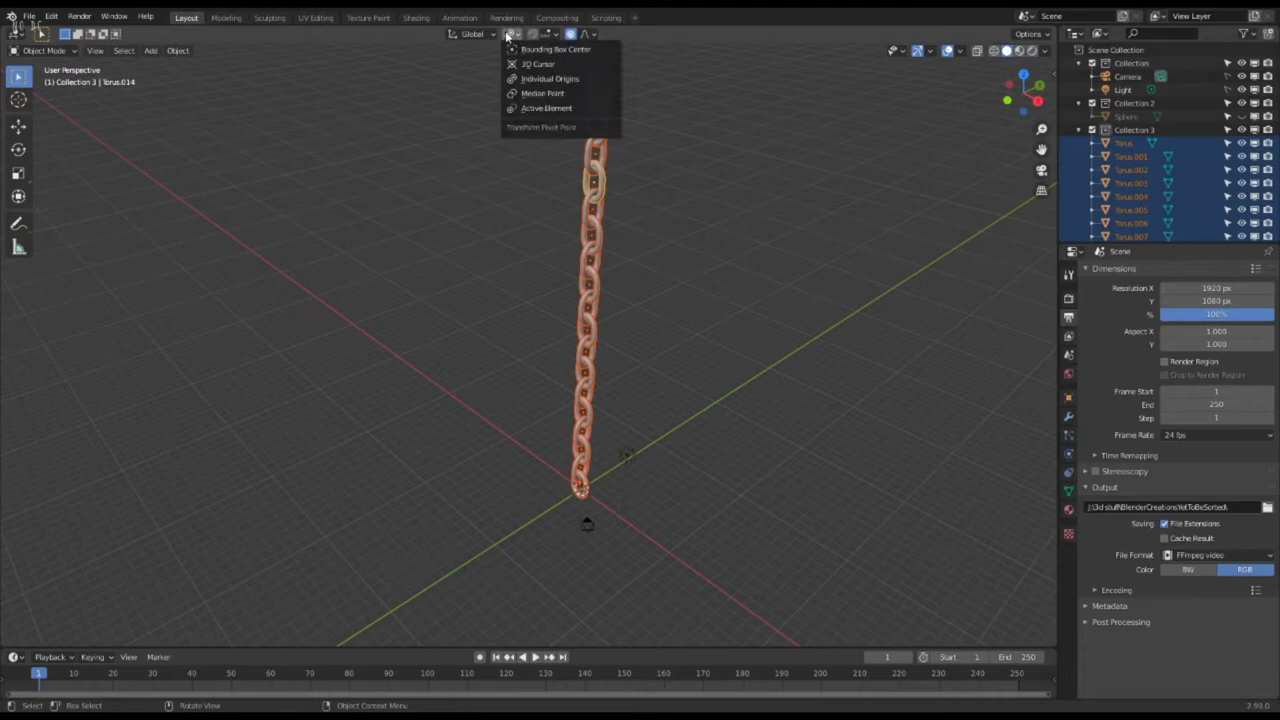 File Edit Render Window Help Layout Modeling Sculpting UV Editing Texture Paint Shading Animation Rendering Compositing Scripting + Scene View Layer
Global Options
Object Mode View Select Add Object
User Perspective
(1) Collection 3 | Torus.014
Bounding Box Center
3D Cursor
Individual Origins
Median Point
Active Element
Transform Pivot Point
Scene Collection
Collection
Camera
Light
Collection 2
Sphere
Collection 3
Torus
Torus.001
Torus.002
Torus.003
Torus.004
Torus.005
Torus.006
Torus.007
Scene
Dimensions
Resolution X 1920 px
Y 1080 px
% 100%
Aspect X 1.000
Y 1.000
Render Region
Crop to Render Region
Frame Start 1
End 250
Step 1
Frame Rate 24 fps
Time Remapping
Stereoscopy
Output
J:\3d stuff\BlenderCreationsYetToBeSorted\
Saving File Extensions
Cache Result
File Format FFmpeg video
Color BW RGB
Encoding
Metadata
Post Processing
Playback Keying View Marker 1 Start 1 End 250
1 10 20 30 40 50 60 70 80 90 100 110 120 130 140 150 160 170 180 190 200 210 220 230 240 250
Select Box Select Rotate View Object Context Menu 2.90.0